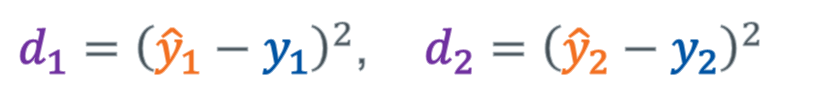 d₁ = (ŷ₁ − y₁)², d₂ = (ŷ₂ − y₂)²